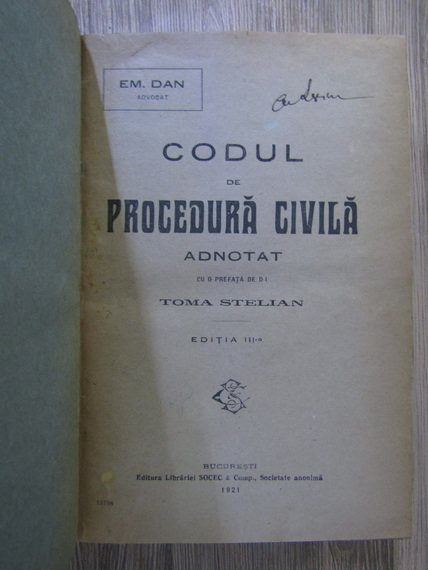 EM. DAN
ADVOCAT
CODUL
DE
PROCEDURĂ CIVILĂ
ADNOTAT
CU O PREFAȚĂ DE D-l
TOMA STELIAN
EDIȚIA III-a
BUCUREȘTI
Editura Librăriei SOCEC & Comp., Societate anonimă
1921